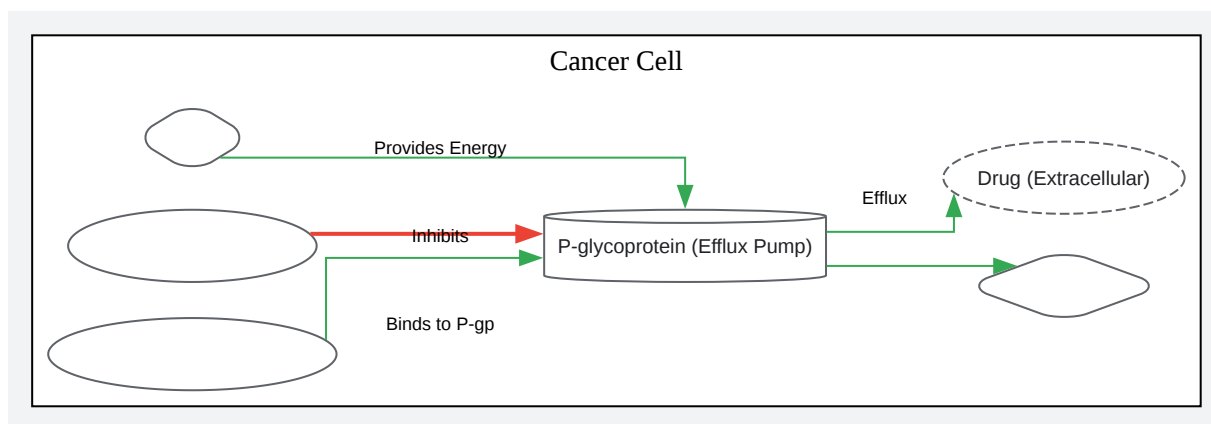 Cancer Cell
Provides Energy
Drug (Extracellular)
Efflux
Inhibits
P-glycoprotein (Efflux Pump)
Binds to P-gp